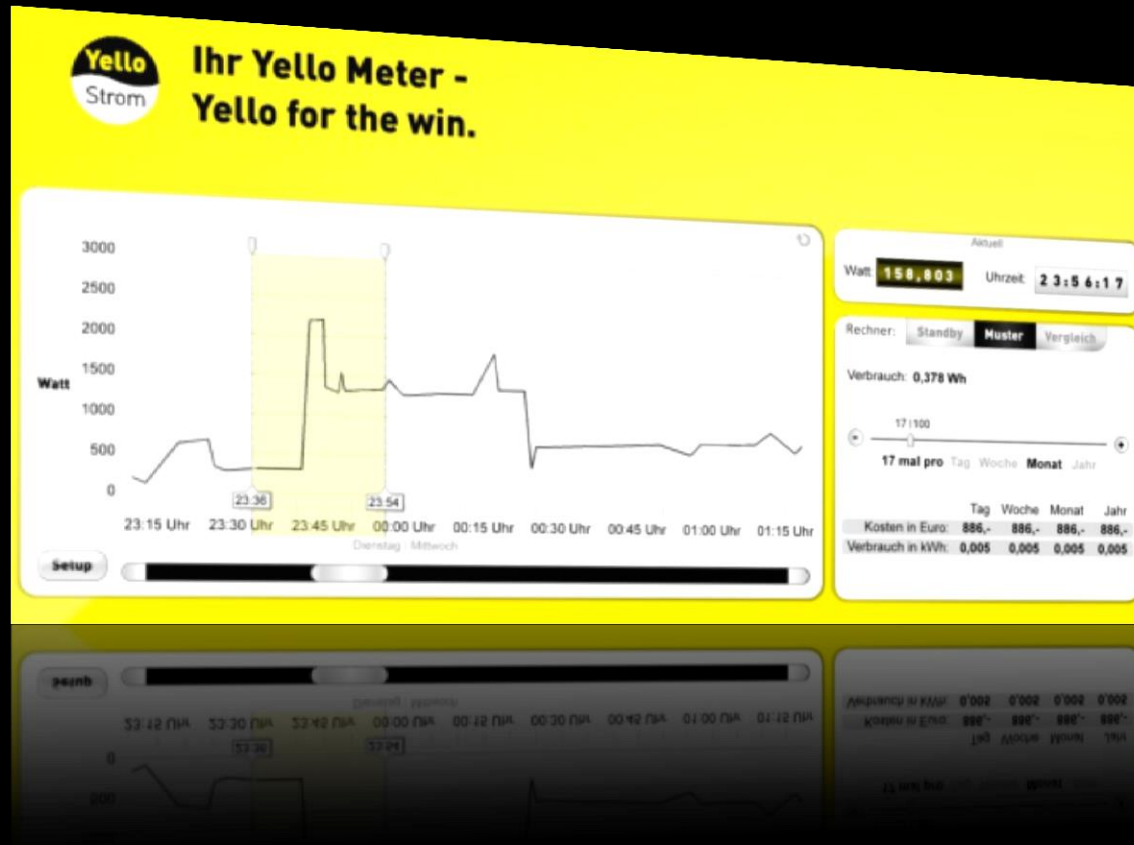 Yello
Strom
Ihr Yello Meter -
Yello for the win.
3000
2500
2000
1500
Watt
1000
500
0
23:36
23:54
23:15 Uhr 23:30 Uhr 23:45 Uhr 00:00 Uhr 00:15 Uhr 00:30 Uhr 00:45 Uhr 01:00 Uhr 01:15 Uhr
Dienstag Mittwoch
Setup
Aktuell
Watt: 158,803 Uhrzeit: 23:56:17
Rechner: Standby Muster Vergleich
Verbrauch: 0,378 Wh
17|100
- +
17 mal pro Tag Woche Monat Jahr
Tag Woche Monat Jahr
Kosten in Euro: 886,- 886,- 886,- 886,-
Verbrauch in kWh: 0,005 0,005 0,005 0,005